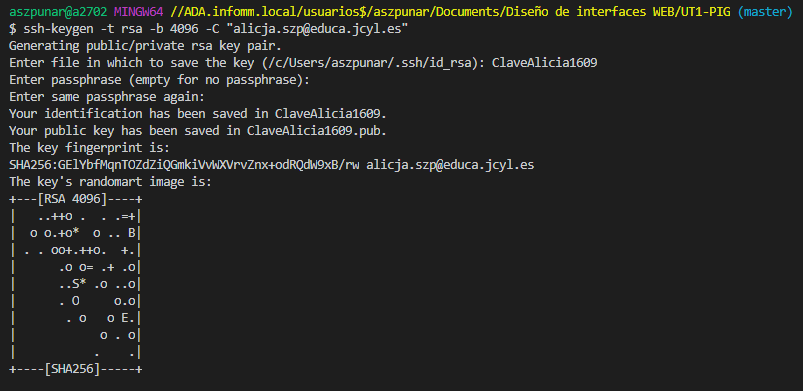 aszpunar@a2702 MINGW64 //ADA.infomm.local/usuarios$/aszpunar/Documents/Diseño de interfaces WEB/UT1-PIG (master)
$ ssh-keygen -t rsa -b 4096 -C "alicja.szp@educa.jcyl.es"
Generating public/private rsa key pair.
Enter file in which to save the key (/c/Users/aszpunar/.ssh/id_rsa): ClaveAlicia1609
Enter passphrase (empty for no passphrase):
Enter same passphrase again:
Your identification has been saved in ClaveAlicia1609.
Your public key has been saved in ClaveAlicia1609.pub.
The key fingerprint is:
SHA256:GElYbfMqnTOZdZiQGmkiVvWXVrvZnx+odRQdW9xB/rw alicja.szp@educa.jcyl.es
The key's randomart image is:
+---[RSA 4096]----+
|   ..++o .  . .=+|
|  o o.+o*  o .. B|
| . . oo+.++o.  +.|
|      .o o= .+ .o|
|      ..S* .o ..o|
|      . O     o.o|
|       . o   o E.|
|            o . o|
|           .    .|
+----[SHA256]-----+